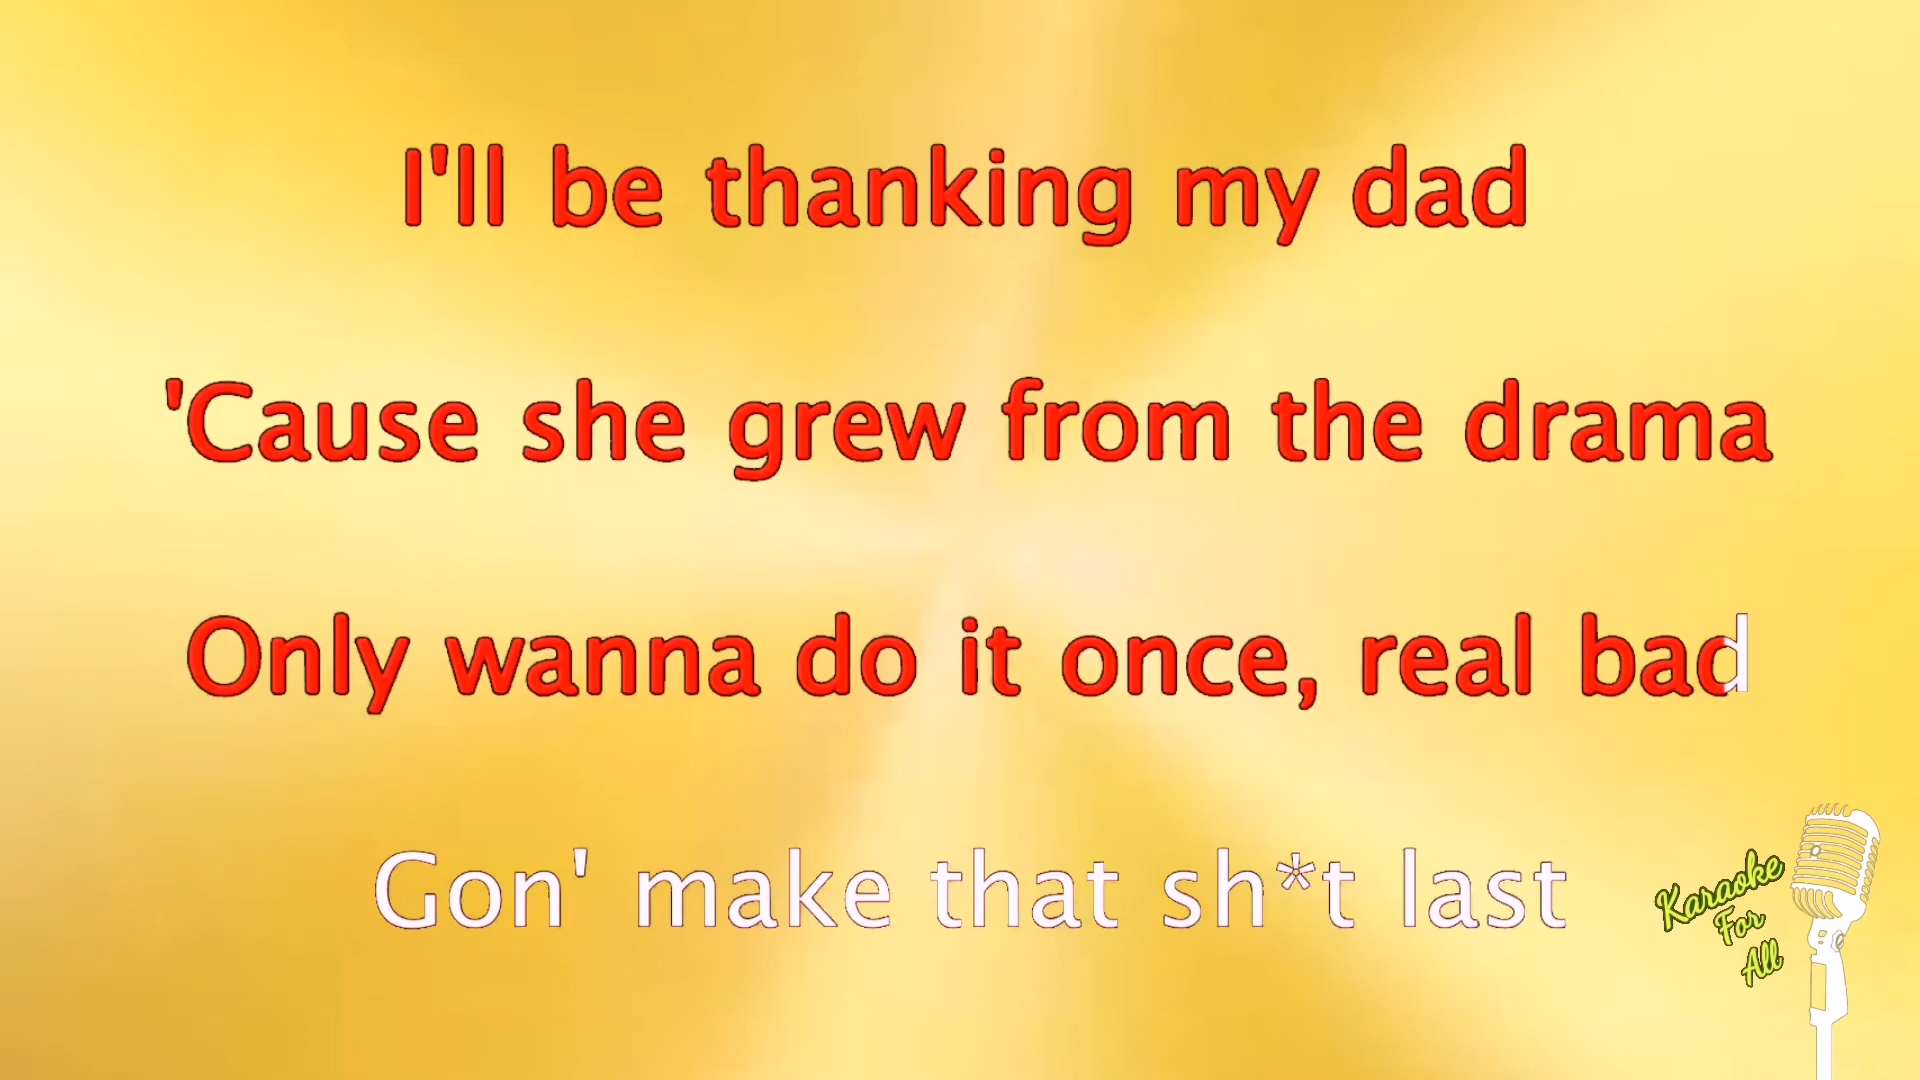 I'll be thanking my dad
'Cause she grew from the drama
Only wanna do it once, real bad
Gon' make that sh*t last
Karaoke
For
All